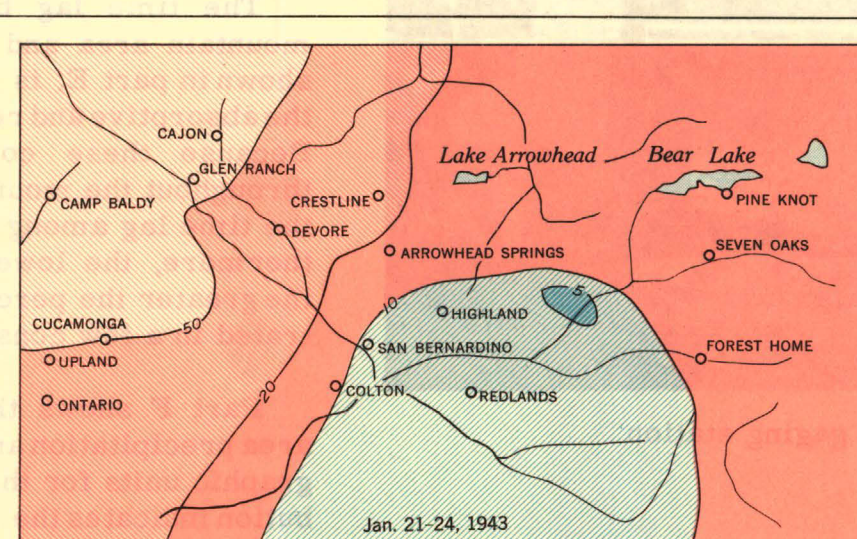 CAJON
GLEN RANCH
Lake Arrowhead
Bear Lake
CAMP BALDY
CRESTLINE
PINE KNOT
DEVORE
ARROWHEAD SPRINGS
SEVEN OAKS
5
10
HIGHLAND
CUCAMONGA
50
SAN BERNARDINO
FOREST HOME
UPLAND
20
COLTON
REDLANDS
ONTARIO
Jan. 21-24, 1943